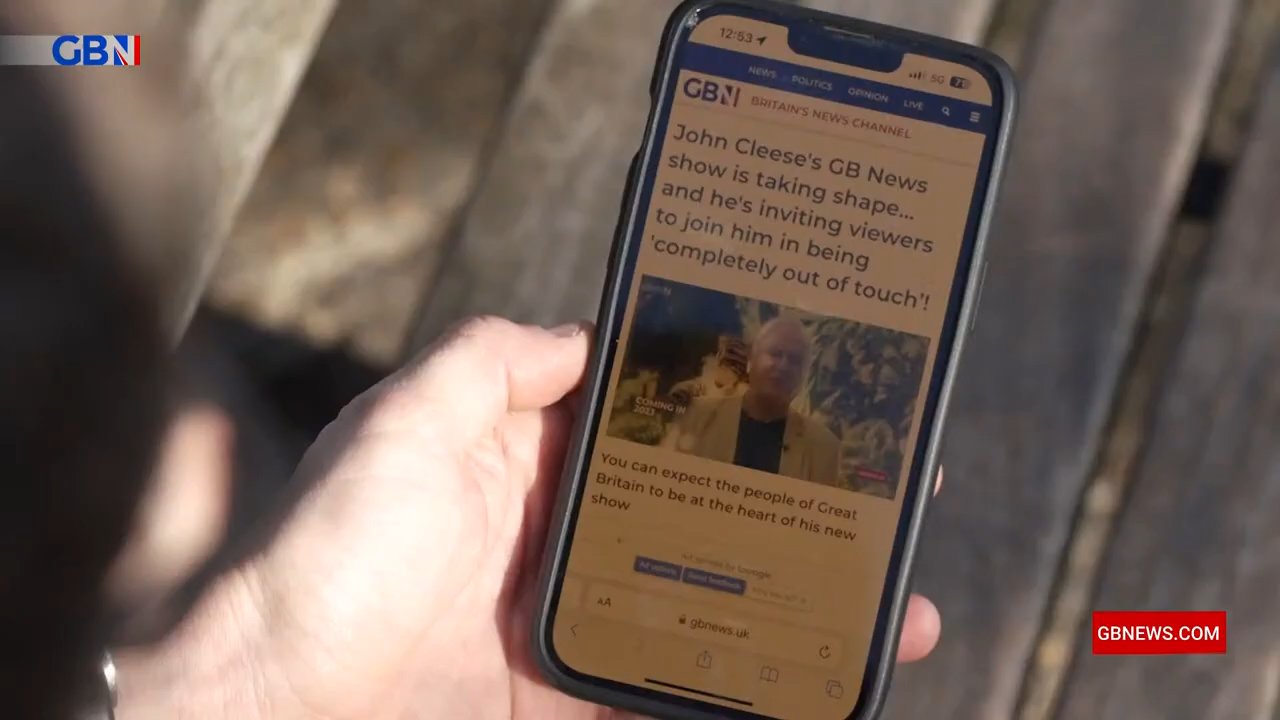 GBN
12:53
5G 71
NEWS POLITICS OPINION LIVE
GBN BRITAIN'S NEWS CHANNEL
John Cleese's GB News
show is taking shape...
and he's inviting viewers
to join him in being
'completely out of touch'!
COMING IN
2023
You can expect the people of Great
Britain to be at the heart of his new
show
AA
gbnews.uk
GBNEWS.COM